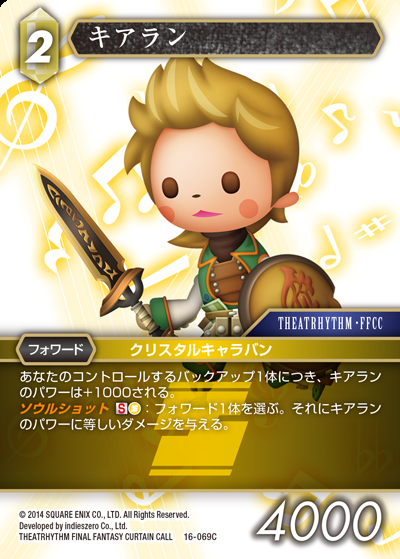 2
キアラン
THEATRHYTHM・FFCC
フォワード
クリスタルキャラバン
あなたのコントロールするバックアップ1体につき、キアラン
のパワーは+1000される。
ソウルショット S土：フォワード1体を選ぶ。それにキアラン
のパワーに等しいダメージを与える。
© 2014 SQUARE ENIX CO., LTD. All Rights Reserved.
Developed by indieszero Co., Ltd.
THEATRHYTHM FINAL FANTASY CURTAIN CALL 16-069C
4000